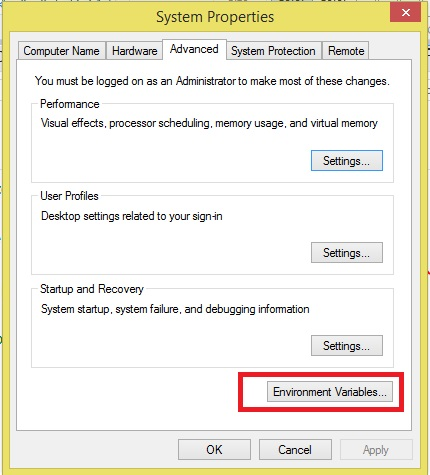 System Properties
Computer Name Hardware Advanced System Protection Remote
You must be logged on as an Administrator to make most of these changes.
Performance
Visual effects, processor scheduling, memory usage, and virtual memory
Settings...
User Profiles
Desktop settings related to your sign-in
Settings...
Startup and Recovery
System startup, system failure, and debugging information
Settings...
Environment Variables...
OK Cancel Apply